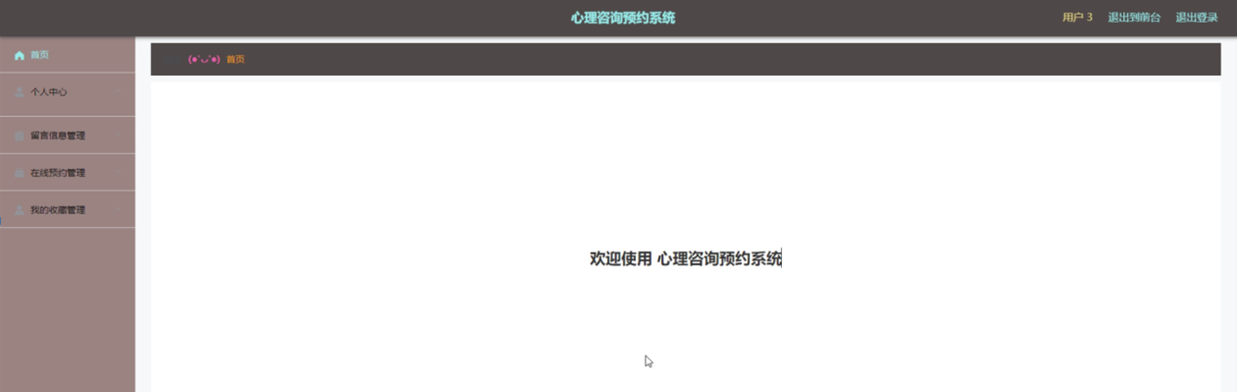 心理咨询预约系统
用户 3 退出到前台 退出登录
首页
(●'◡'●) 首页
个人中心
留言信息管理
在线预约管理
我的收藏管理
欢迎使用 心理咨询预约系统